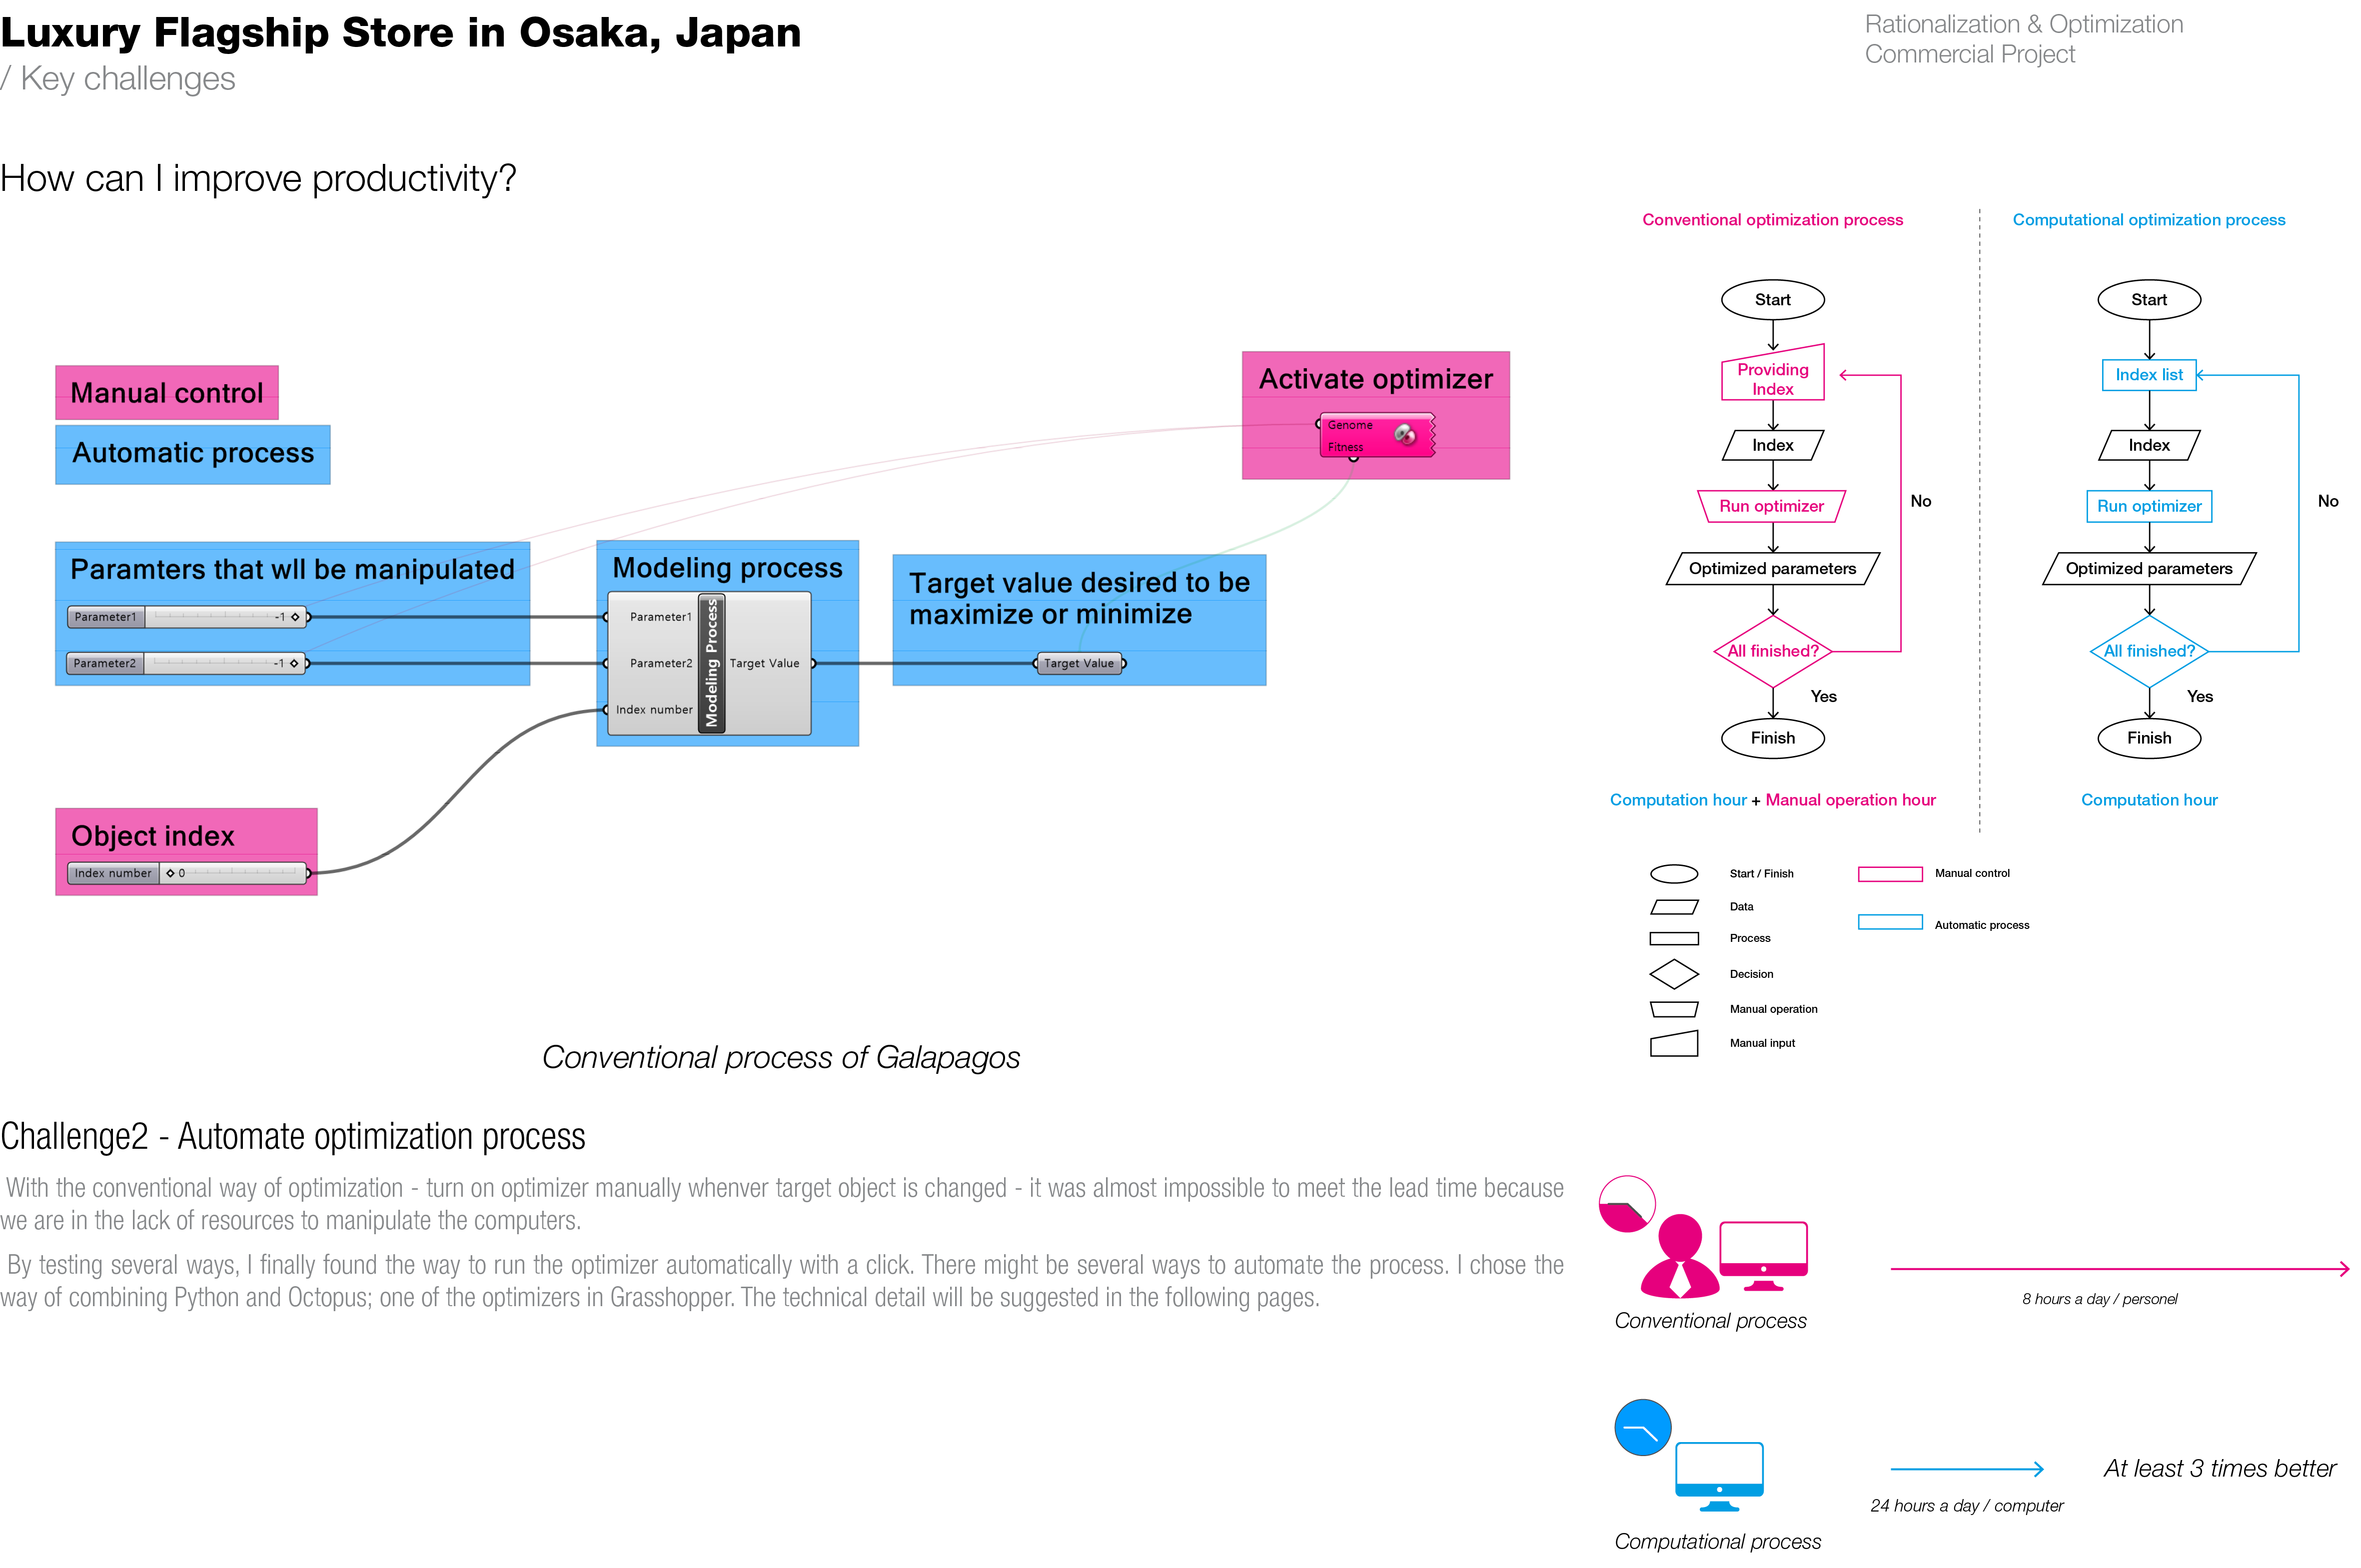 Luxury Flagship Store in Osaka, Japan
/ Key challenges
Rationalization & Optimization
Commercial Project
How can I improve productivity?
Manual control
Automatic process
Activate optimizer
Genome
Fitness
Paramters that wll be manipulated
Parameter1
-1
Parameter2
-1
Modeling process
Parameter1
Parameter2
Index number
Modeling Process
Target Value
Target value desired to be
maximize or minimize
Target Value
Object index
Index number
0
Conventional process of Galapagos
Conventional optimization process
Start
Providing
Index
Index
Run optimizer
Optimized parameters
All finished?
No
Yes
Finish
Computation hour + Manual operation hour
Computational optimization process
Start
Index list
Index
Run optimizer
Optimized parameters
All finished?
No
Yes
Finish
Computation hour
Start / Finish
Data
Process
Decision
Manual operation
Manual input
Manual control
Automatic process
Challenge2 - Automate optimization process
With the conventional way of optimization - turn on optimizer manually whenver target object is changed - it was almost impossible to meet the lead time because
we are in the lack of resources to manipulate the computers.
By testing several ways, I finally found the way to run the optimizer automatically with a click. There might be several ways to automate the process. I chose the
way of combining Python and Octopus; one of the optimizers in Grasshopper. The technical detail will be suggested in the following pages.
Conventional process
8 hours a day / personel
Computational process
24 hours a day / computer
At least 3 times better